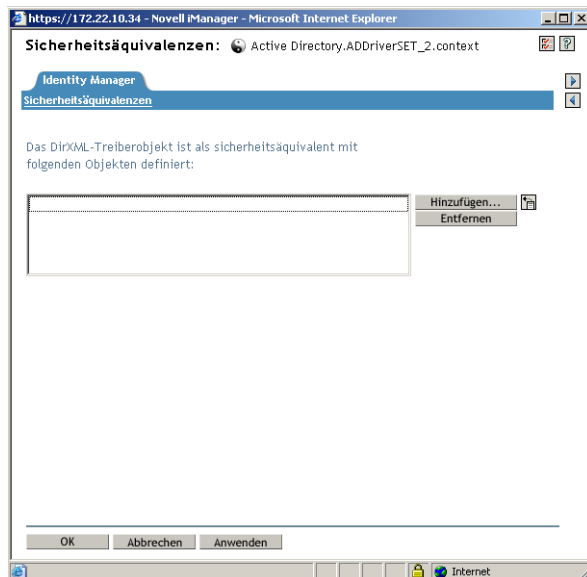 https://172.22.10.34 - Novell iManager - Microsoft Internet Explorer
Sicherheitsäquivalenzen: Active Directory.ADDriverSET_2.context
Identity Manager
Sicherheitsäquivalenzen
Das DirXML-Treiberobjekt ist als sicherheitsäquivalent mit
folgenden Objekten definiert:
Hinzufügen...
Entfernen
OK Abbrechen Anwenden
Internet